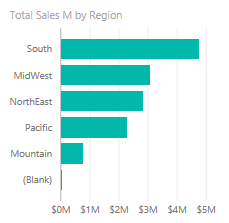 Total Sales M by Region
South
MidWest
NorthEast
Pacific
Mountain
(Blank)
$0M $1M $2M $3M $4M $5M